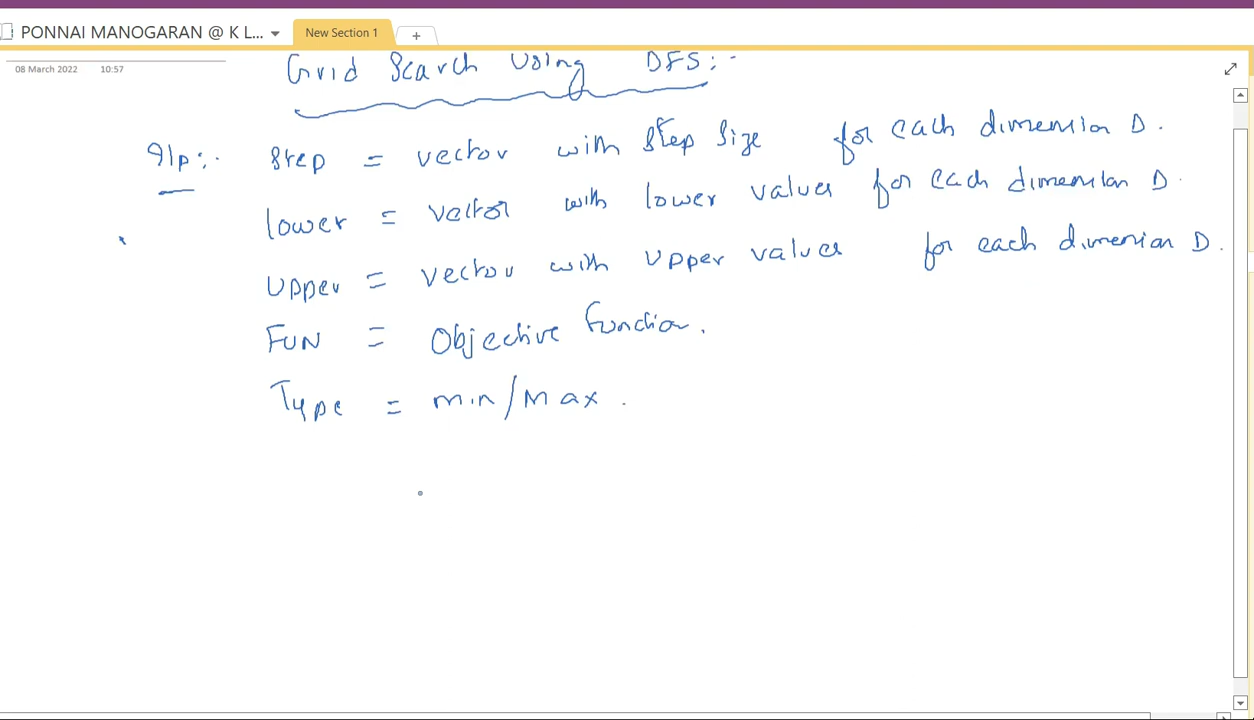 PONNAI MANOGARAN @ K L...
New Section 1
08 March 2022 10:57
Grid Search Using DFS:-
I/p:- Step = vector with step size for each dimension D.
lower = vector with lower values for each dimension D.
Upper = vector with upper values for each dimension D.
FUN = Objective function.
Type = min/Max.